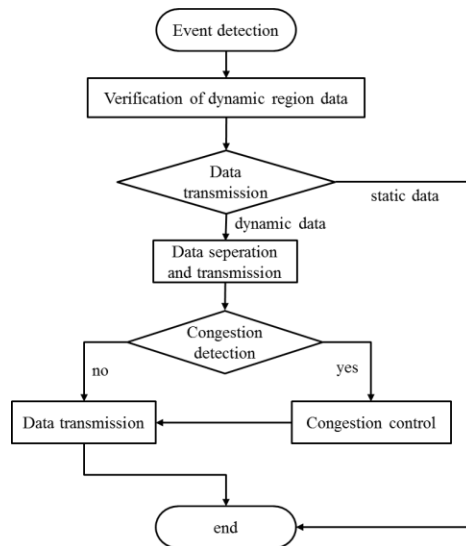 Event detection
Verification of dynamic region data
Data
transmission
static data
dynamic data
Data seperation
and transmission
Congestion
detection
no
yes
Data transmission
Congestion control
end